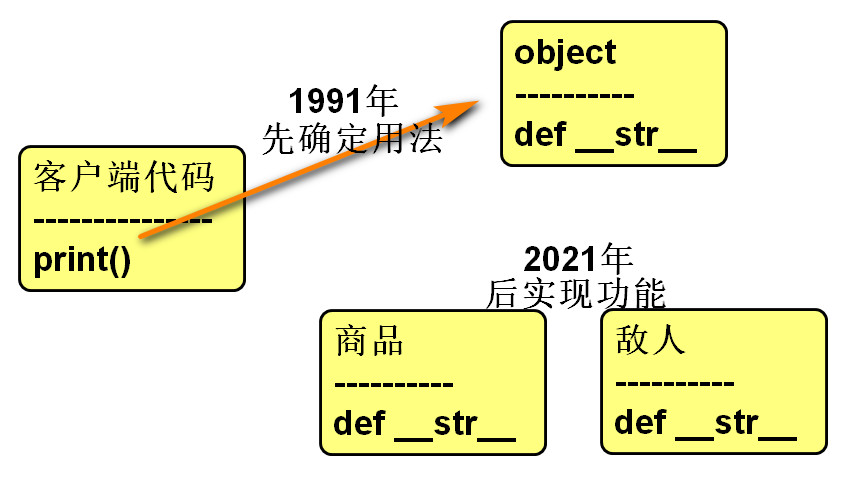 object
----------
def __str__
1991年
先确定用法
客户端代码
---------------
print()
2021年
后实现功能
商品
----------
def __str__
敌人
----------
def __str__